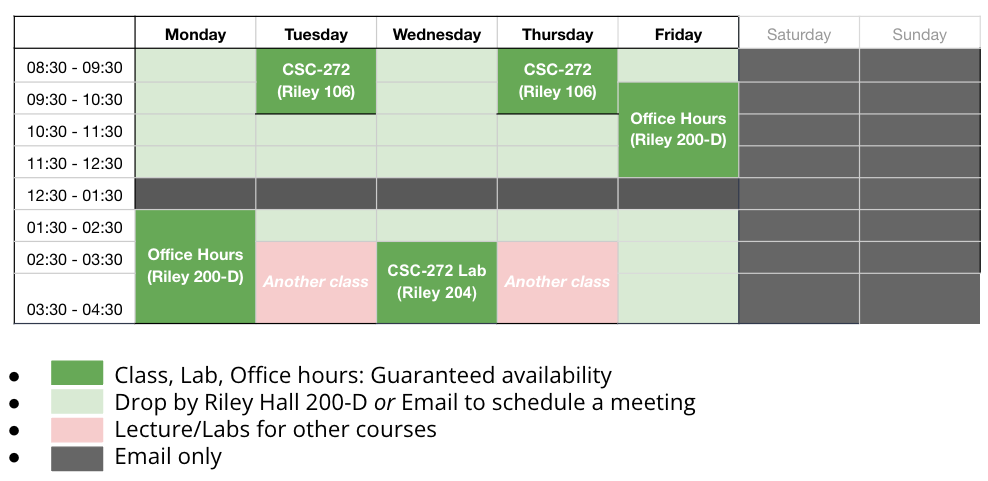 Monday Tuesday Wednesday Thursday Friday Saturday Sunday
08:30 - 09:30
CSC-272
(Riley 106)
CSC-272
(Riley 106)
09:30 - 10:30
Office Hours
(Riley 200-D)
10:30 - 11:30
11:30 - 12:30
12:30 - 01:30
01:30 - 02:30
Office Hours
(Riley 200-D)
02:30 - 03:30
Another class
CSC-272 Lab
(Riley 204)
Another class
03:30 - 04:30
● Class, Lab, Office hours: Guaranteed availability
● Drop by Riley Hall 200-D or Email to schedule a meeting
● Lecture/Labs for other courses
● Email only